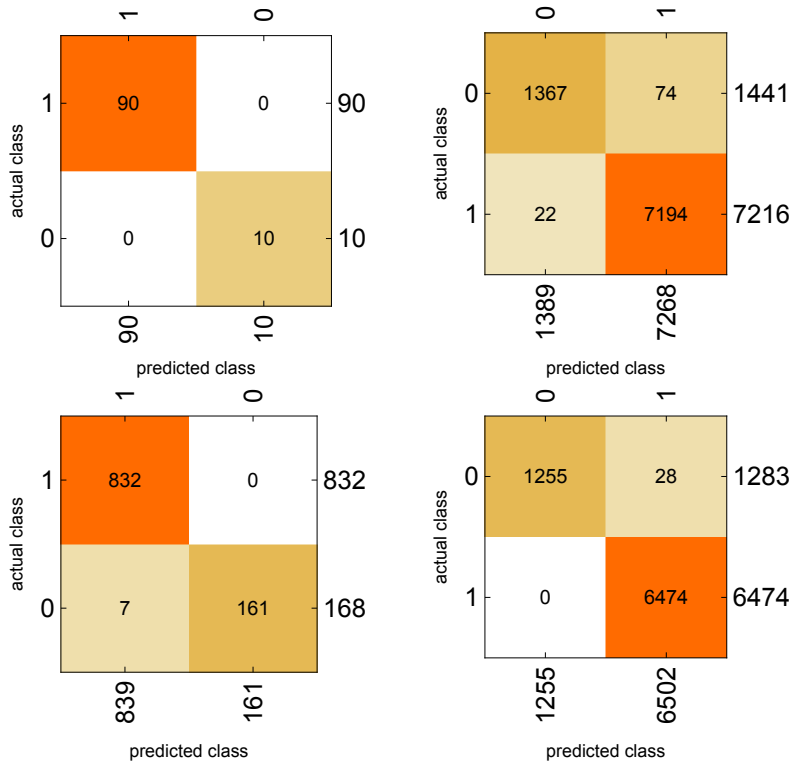 1 0
actual class
1 90 0 90
0 0 10 10
90 10
predicted class
0 1
actual class
0 1367 74 1441
1 22 7194 7216
1389 7268
predicted class
1 0
actual class
1 832 0 832
0 7 161 168
839 161
predicted class
0 1
actual class
0 1255 28 1283
1 0 6474 6474
1255 6502
predicted class